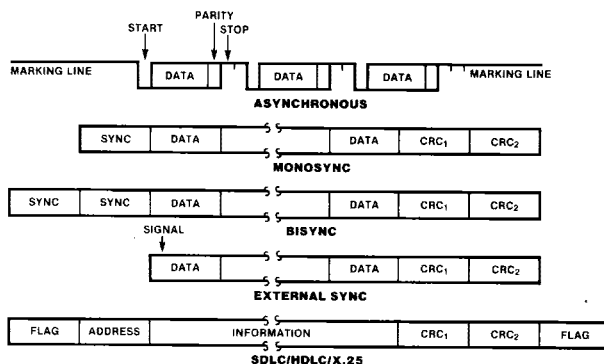 PARITY
START
STOP
MARKING LINE
DATA
DATA
DATA
MARKING LINE
ASYNCHRONOUS
SYNC DATA DATA CRC1 CRC2
MONOSYNC
SYNC SYNC DATA DATA CRC1 CRC2
BISYNC
SIGNAL
DATA DATA CRC1 CRC2
EXTERNAL SYNC
FLAG ADDRESS INFORMATION CRC1 CRC2 FLAG
SDLC/HDLC/X.25